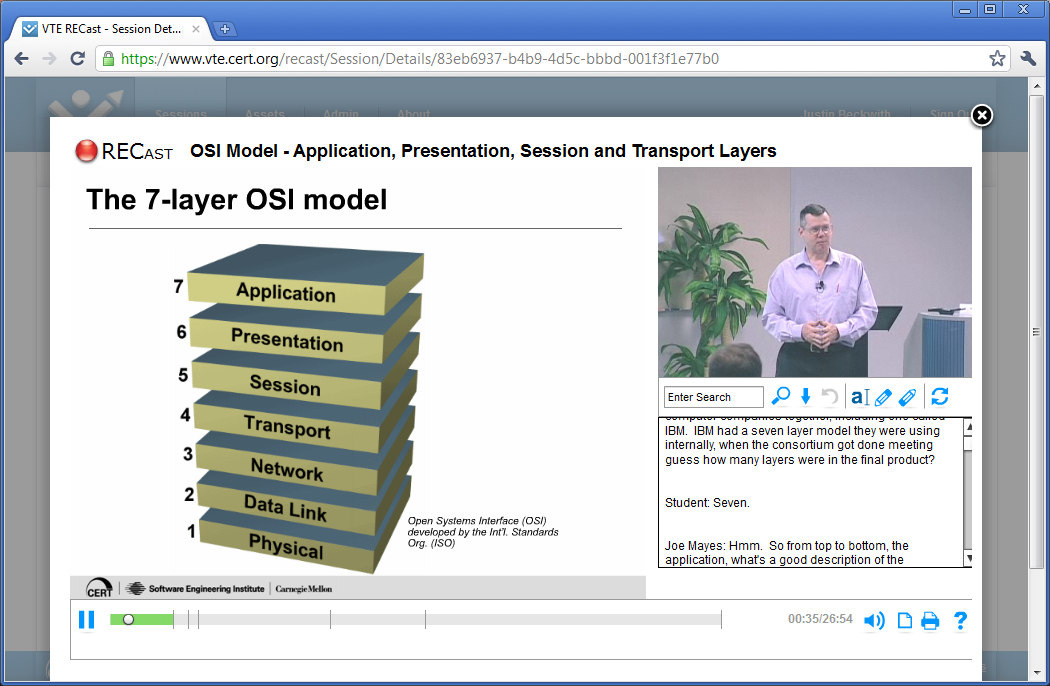 VTE RECast - Session Det...
https://www.vte.cert.org/recast/Session/Details/83eb6937-b4b9-4d5c-bbbd-001f3f1e77b0
Sessions Assets Admin About Justin Beckwith Sign O
RECAST OSI Model - Application, Presentation, Session and Transport Layers
The 7-layer OSI model
7 Application
6 Presentation
5 Session
4 Transport
3 Network
2 Data Link
1 Physical
Open Systems Interface (OSI)
developed by the Int'l. Standards
Org. (ISO)
CERT Software Engineering Institute Carnegie Mellon
Enter Search
a
computer companies together, including one called
IBM. IBM had a seven layer model they were using
internally, when the consortium got done meeting
guess how many layers were in the final product?
Student: Seven.
Joe Mayes: Hmm. So from top to bottom, the
application, what's a good description of the
00:35/26:54
?